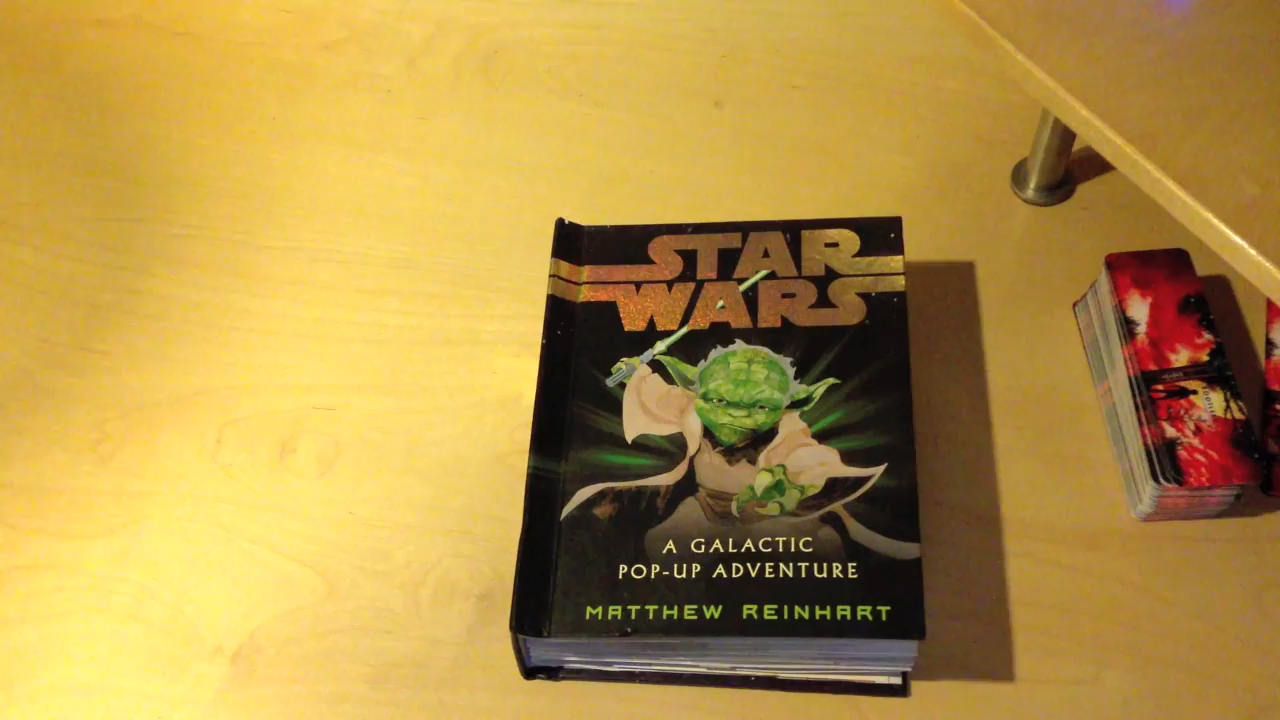 STAR
WARS
A GALACTIC
POP-UP ADVENTURE
MATTHEW REINHART